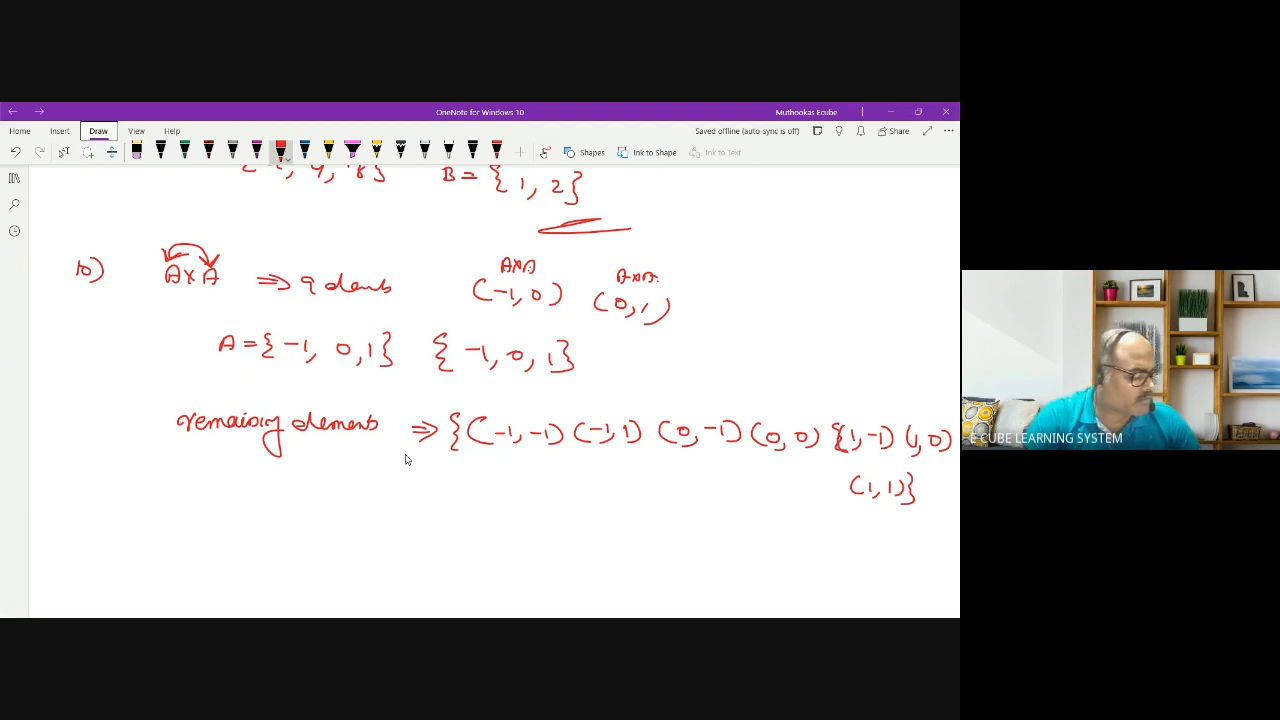 OneNote for Windows 10 Muthookas Ecube
Home Insert Draw View Help Saved offline (auto-sync is off) Share
Shapes Ink to Shape Ink to Text
B = { 1, 2}
10) A×A ⇒ 9 elements A×A (-1, 0) A×A (0, 1)
A = { -1, 0, 1} { -1, 0, 1}
remaining elements ⇒ { (-1, -1) (-1, 1) (0, -1) (0, 0) {1, -1) (1, 0)
(1, 1)}
E CUBE LEARNING SYSTEM